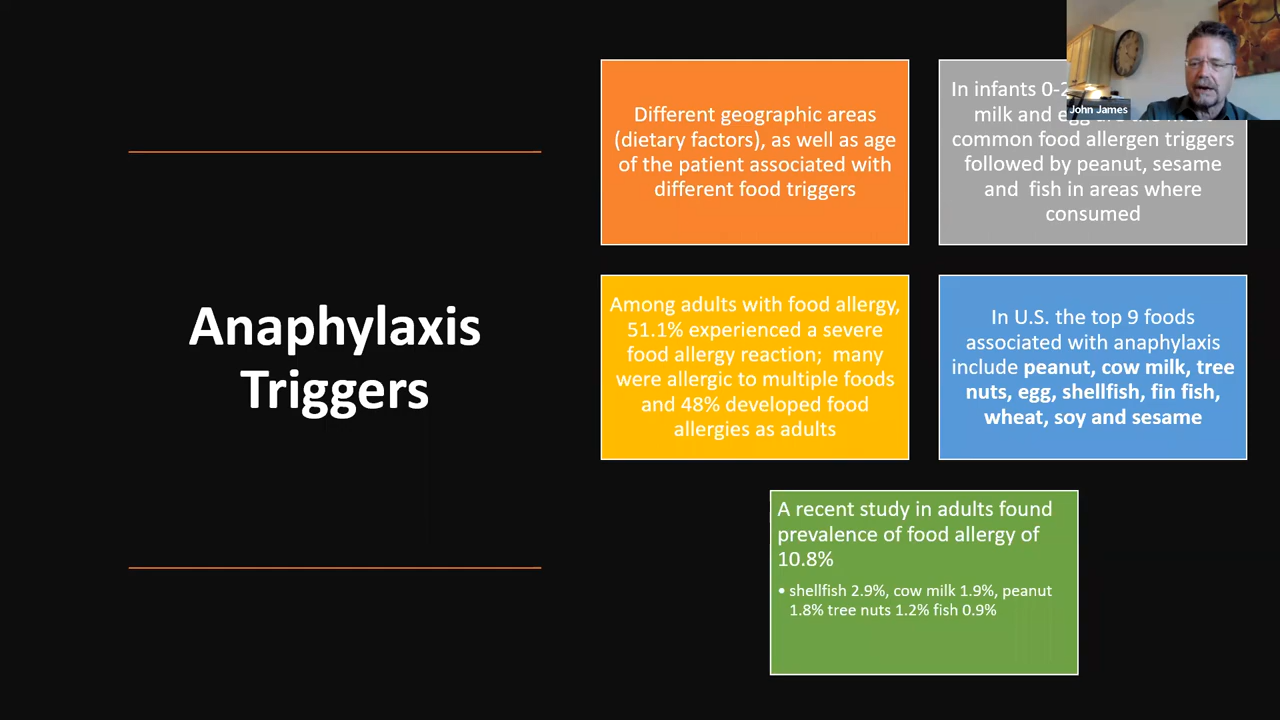 Anaphylaxis
Triggers
Different geographic areas
(dietary factors), as well as age
of the patient associated with
different food triggers
In infants 0-2
milk and egg are the most
common food allergen triggers
followed by peanut, sesame
and fish in areas where
consumed
Among adults with food allergy,
51.1% experienced a severe
food allergy reaction; many
were allergic to multiple foods
and 48% developed food
allergies as adults
In U.S. the top 9 foods
associated with anaphylaxis
include peanut, cow milk, tree
nuts, egg, shellfish, fin fish,
wheat, soy and sesame
A recent study in adults found
prevalence of food allergy of
10.8%
• shellfish 2.9%, cow milk 1.9%, peanut
1.8% tree nuts 1.2% fish 0.9%
John James